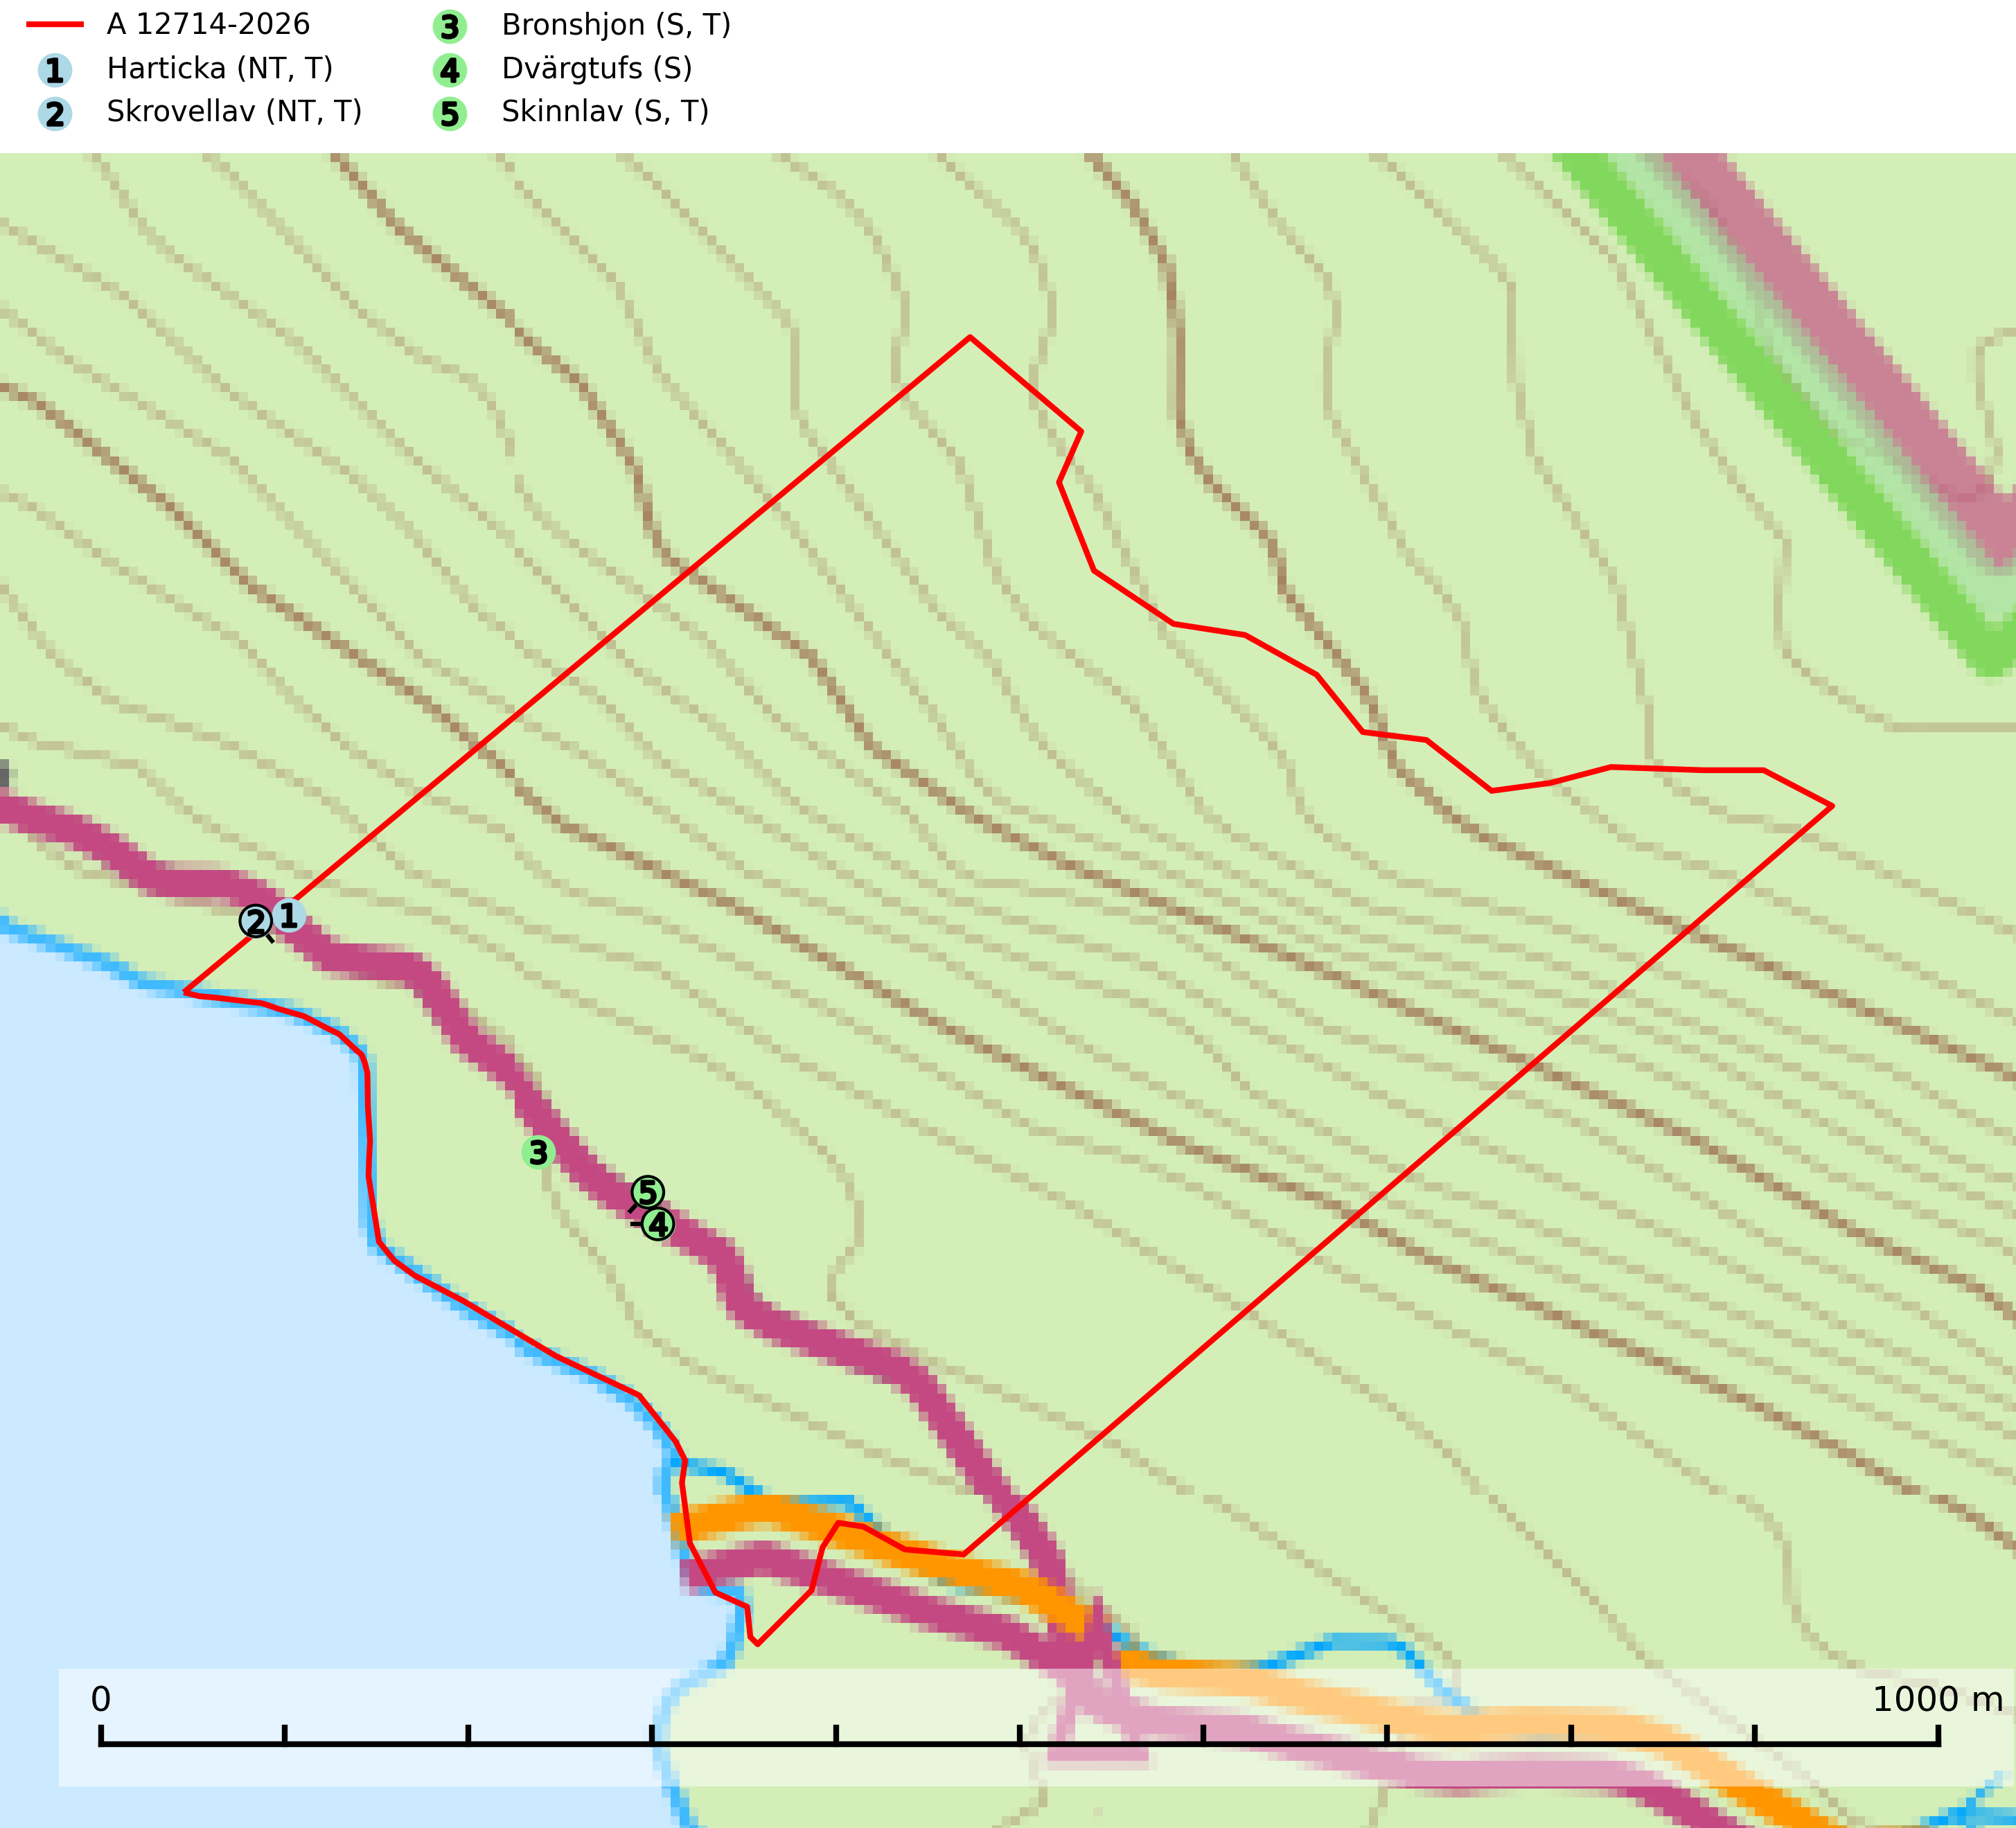 A 12714-2026
1 Harticka (NT, T)
2 Skrovellav (NT, T)
3 Bronshjon (S, T)
4 Dvärgtufs (S)
5 Skinnlav (S, T)
2 1
3
5
4
0 1000 m